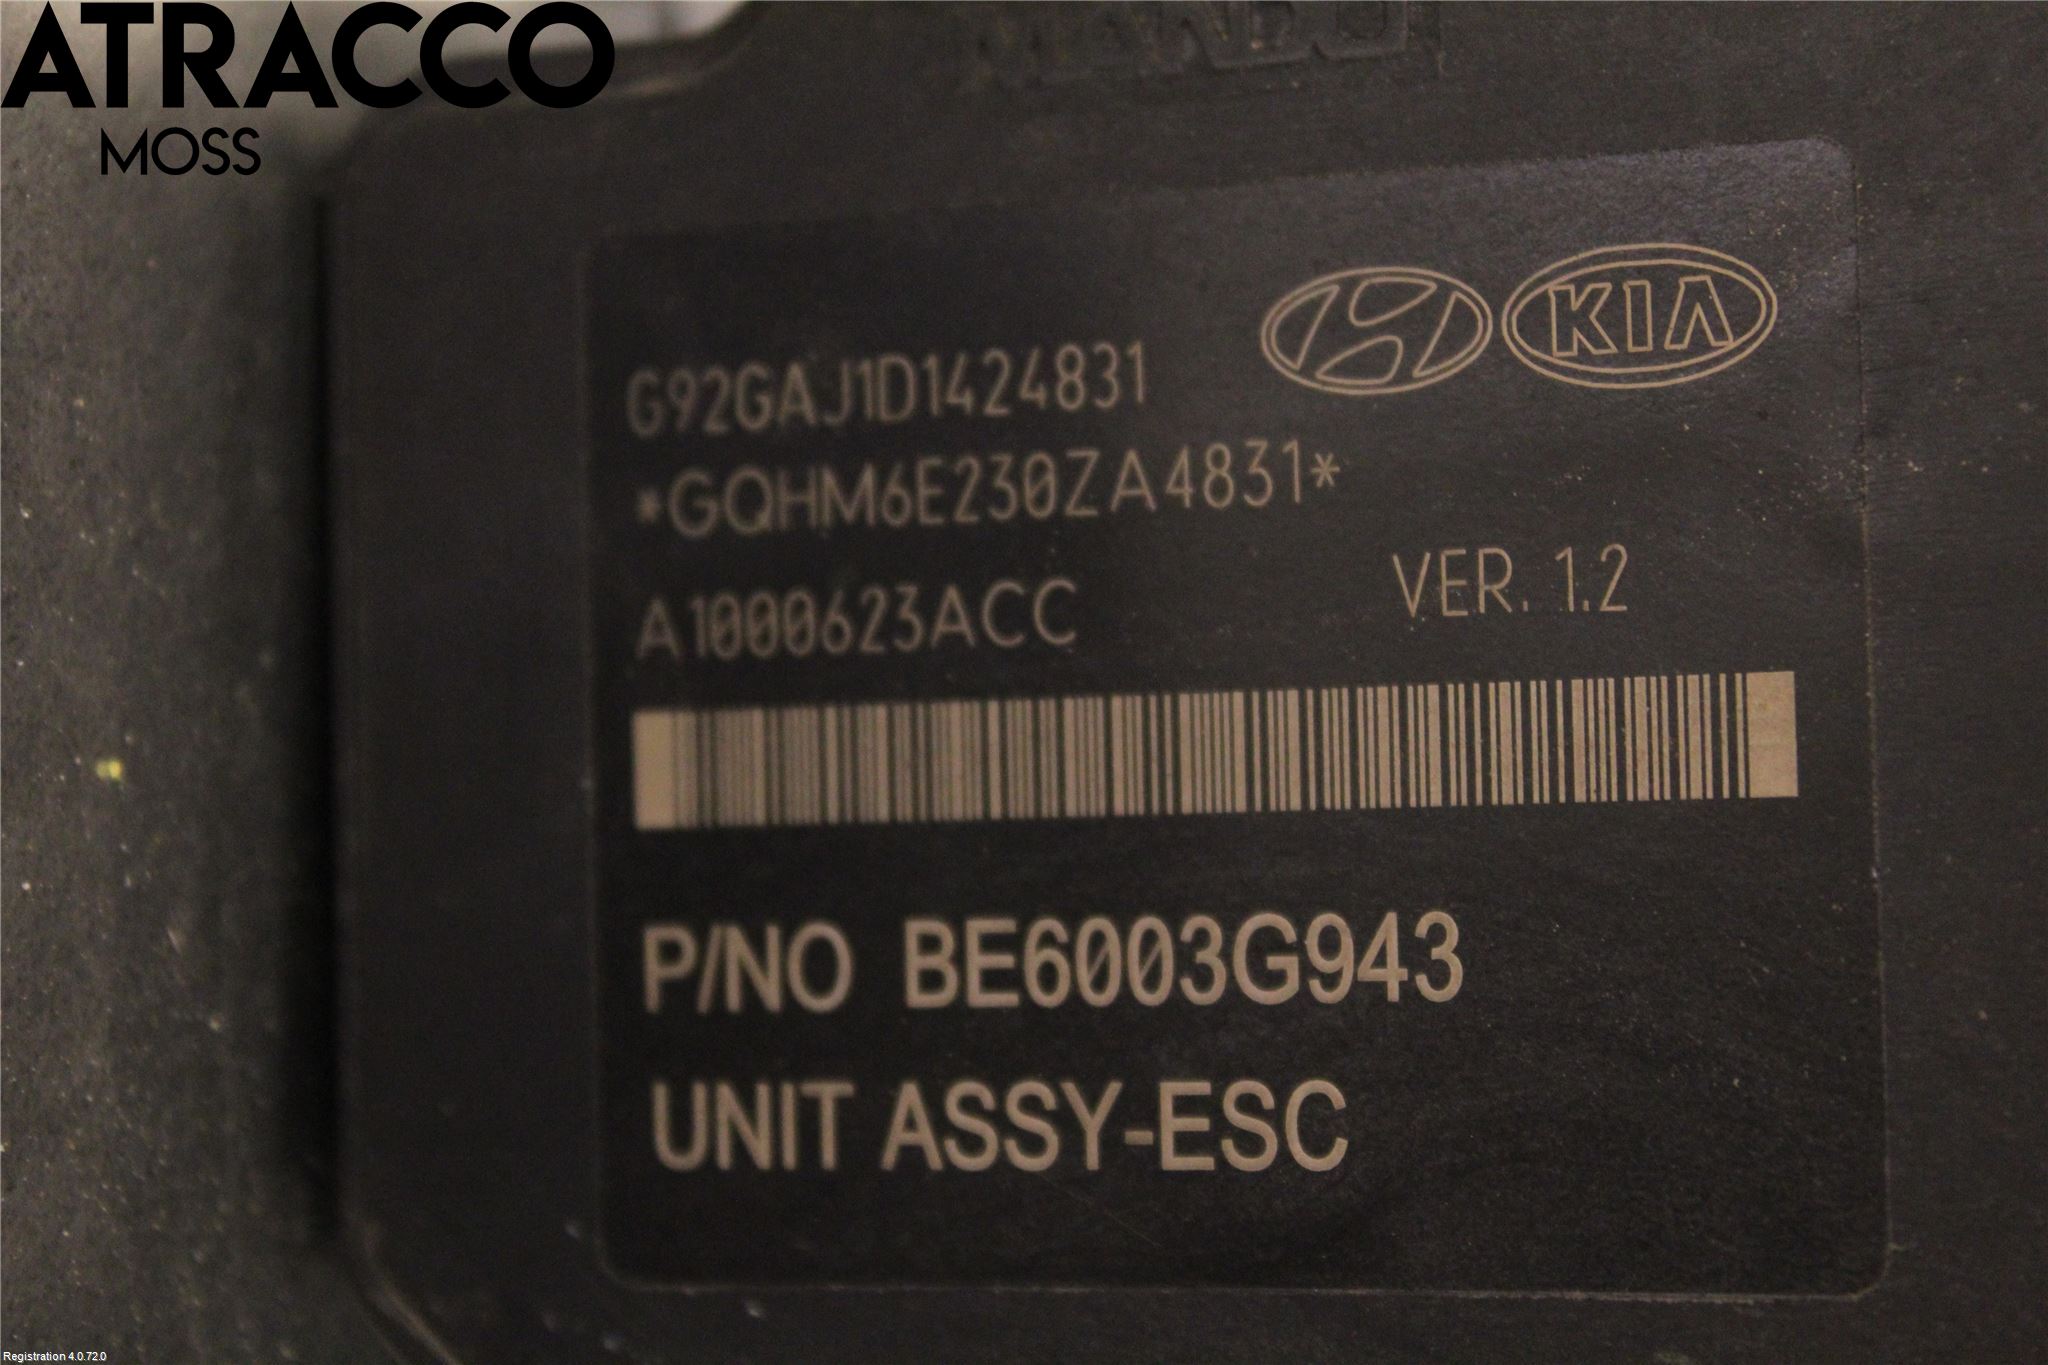 ATRACCO
MOSS
MANDO
KIA
G92GAJ1D1424831
*GQHM6E230ZA4831*
A1000623ACC
VER. 1.2
P/NO BE6003G943
UNIT ASSY-ESC
Registration 4.0.72.0